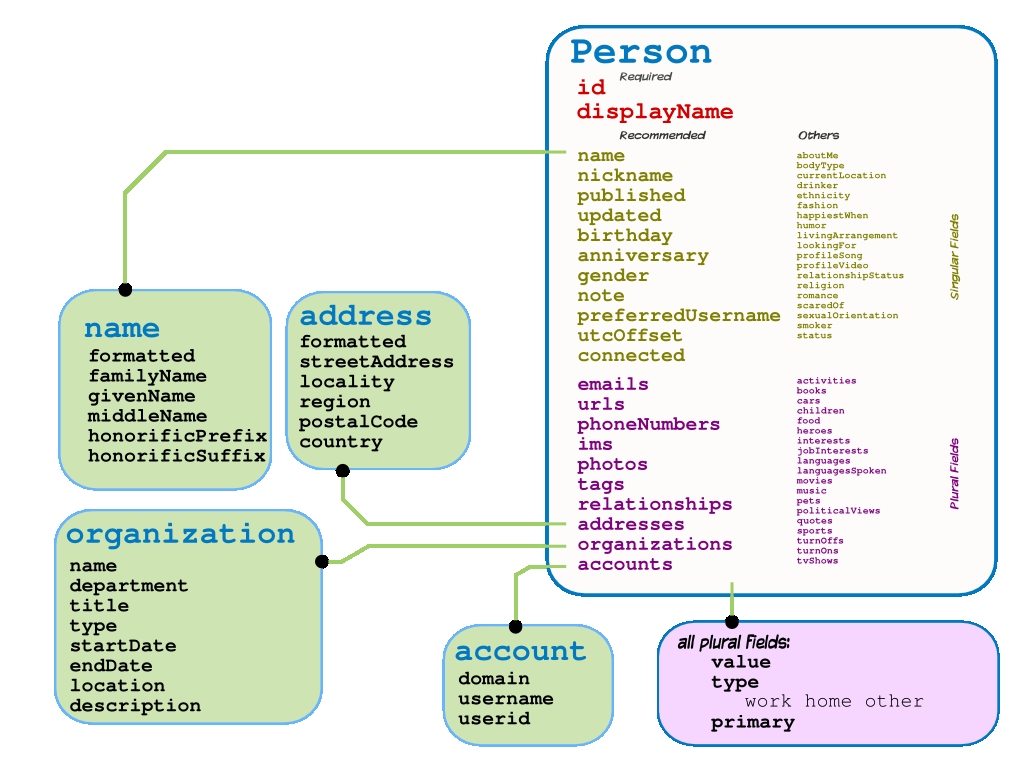 Person
Required
id
displayName
Recommended
name
nickname
published
updated
birthday
anniversary
gender
note
preferredUsername
utcOffset
connected
Others
aboutMe
bodyType
currentLocation
drinker
ethnicity
fashion
happiestWhen
humor
livingArrangement
lookingFor
profileSong
profileVideo
relationshipStatus
religion
romance
scaredOf
sexualOrientation
smoker
status
Singular Fields
emails
urls
phoneNumbers
ims
photos
tags
relationships
addresses
organizations
accounts
activities
books
cars
children
food
heroes
interests
jobInterests
languages
languagesSpoken
movies
music
pets
politicalViews
quotes
sports
turnOffs
turnOns
tvShows
Plural Fields
name
formatted
familyName
givenName
middleName
honorificPrefix
honorificSuffix
address
formatted
streetAddress
locality
region
postalCode
country
organization
name
department
title
type
startDate
endDate
location
description
account
domain
username
userid
all plural fields:
value
type
work home other
primary